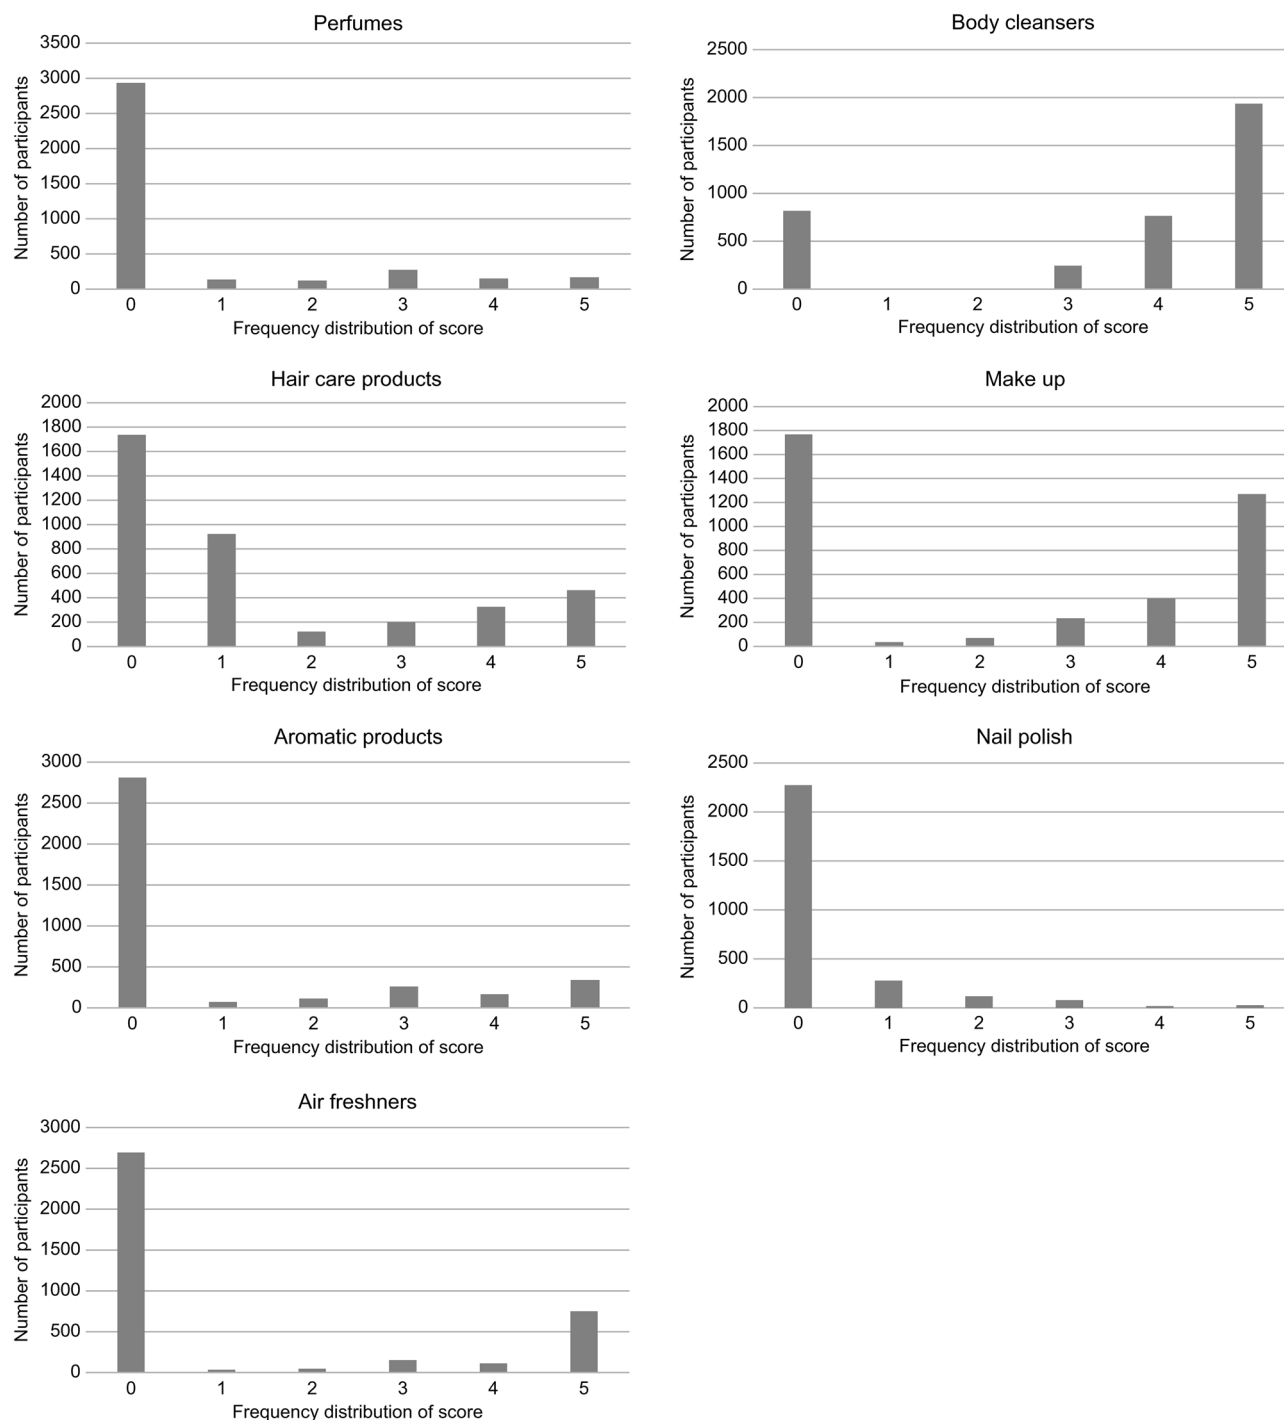 Perfumes
Number of participants
3500
3000
2500
2000
1500
1000
500
0
0 1 2 3 4 5
Frequency distribution of score
Body cleansers
Number of participants
2500
2000
1500
1000
500
0
0 1 2 3 4 5
Frequency distribution of score
Hair care products
Number of participants
2000
1800
1600
1400
1200
1000
800
600
400
200
0
0 1 2 3 4 5
Frequency distribution of score
Make up
Number of participants
2000
1800
1600
1400
1200
1000
800
600
400
200
0
0 1 2 3 4 5
Frequency distribution of score
Aromatic products
Number of participants
3000
2500
2000
1500
1000
500
0
0 1 2 3 4 5
Frequency distribution of score
Nail polish
Number of participants
2500
2000
1500
1000
500
0
0 1 2 3 4 5
Frequency distribution of score
Air freshners
Number of participants
3000
2500
2000
1500
1000
500
0
0 1 2 3 4 5
Frequency distribution of score